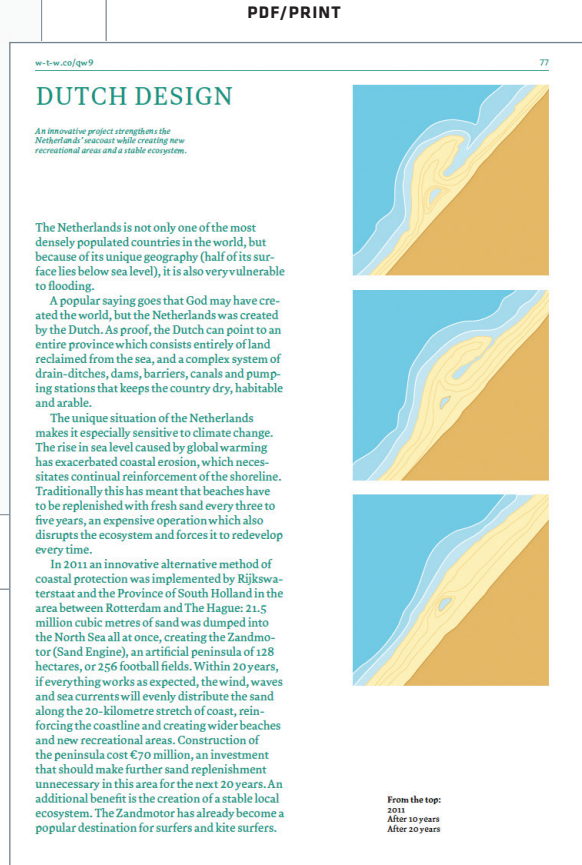 PDF/PRINT
w-t-w.co/qw9
77
DUTCH DESIGN
An innovative project strengthens the
Netherlands' seacoast while creating new
recreational areas and a stable ecosystem.
The Netherlands is not only one of the most
densely populated countries in the world, but
because of its unique geography (half of its sur-
face lies below sea level), it is also very vulnerable
to flooding.
A popular saying goes that God may have cre-
ated the world, but the Netherlands was created
by the Dutch. As proof, the Dutch can point to an
entire province which consists entirely of land
reclaimed from the sea, and a complex system of
drain-ditches, dams, barriers, canals and pump-
ing stations that keeps the country dry, habitable
and arable.
The unique situation of the Netherlands
makes it especially sensitive to climate change.
The rise in sea level caused by global warming
has exacerbated coastal erosion, which neces-
sitates continual reinforcement of the shoreline.
Traditionally this has meant that beaches have
to be replenished with fresh sand every three to
five years, an expensive operation which also
disrupts the ecosystem and forces it to redevelop
every time.
In 2011 an innovative alternative method of
coastal protection was implemented by Rijkswa-
terstaat and the Province of South Holland in the
area between Rotterdam and The Hague: 21.5
million cubic metres of sand was dumped into
the North Sea all at once, creating the Zandmo-
tor (Sand Engine), an artificial peninsula of 128
hectares, or 256 football fields. Within 20 years,
if everything works as expected, the wind, waves
and sea currents will evenly distribute the sand
along the 20-kilometre stretch of coast, rein-
forcing the coastline and creating wider beaches
and new recreational areas. Construction of
the peninsula cost €70 million, an investment
that should make further sand replenishment
unnecessary in this area for the next 20 years. An
additional benefit is the creation of a stable local
ecosystem. The Zandmotor has already become a
popular destination for surfers and kite surfers.
From the top:
2011
After 10 years
After 20 years